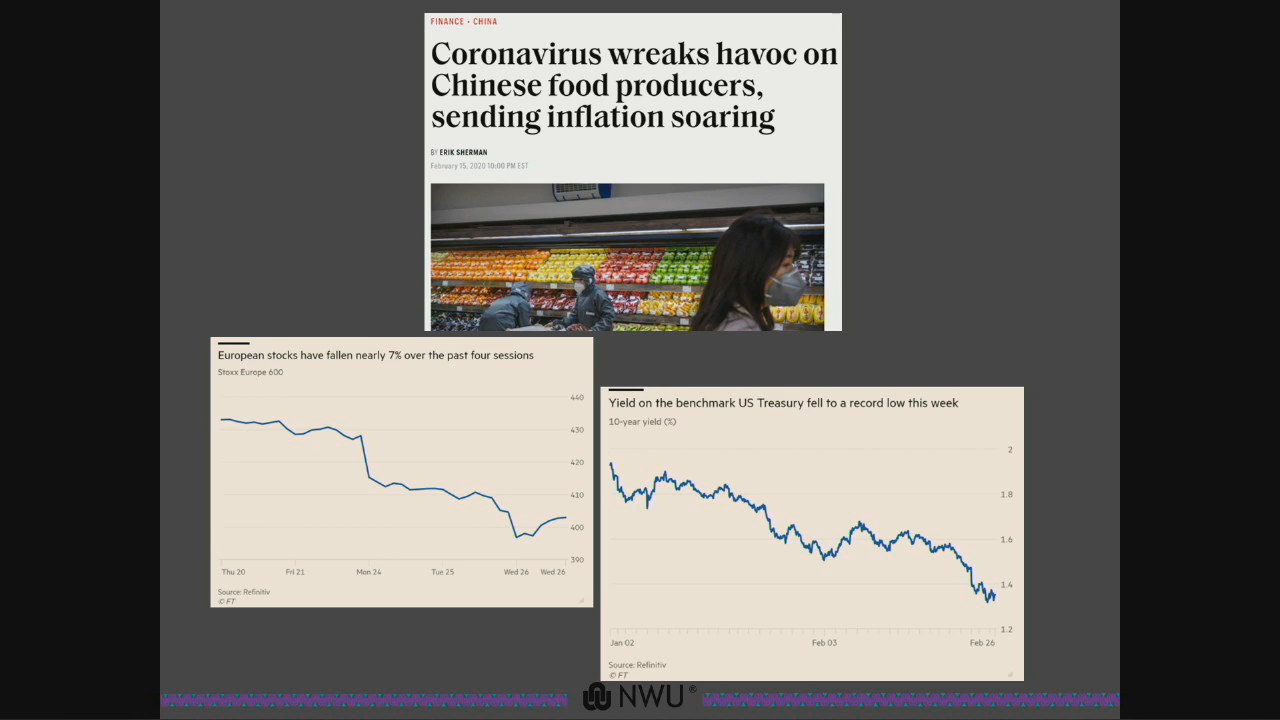 FINANCE • CHINA
Coronavirus wreaks havoc on
Chinese food producers,
sending inflation soaring
BY ERIK SHERMAN
February 15, 2020 10:00 PM EST
European stocks have fallen nearly 7% over the past four sessions
Stoxx Europe 600
440
430
420
410
400
390
Thu 20 Fri 21 Mon 24 Tue 25 Wed 26 Wed 26
Source: Refinitiv
© FT
Yield on the benchmark US Treasury fell to a record low this week
10-year yield (%)
2
1.8
1.6
1.4
1.2
Jan 02 Feb 03 Feb 26
Source: Refinitiv
© FT
NWU®